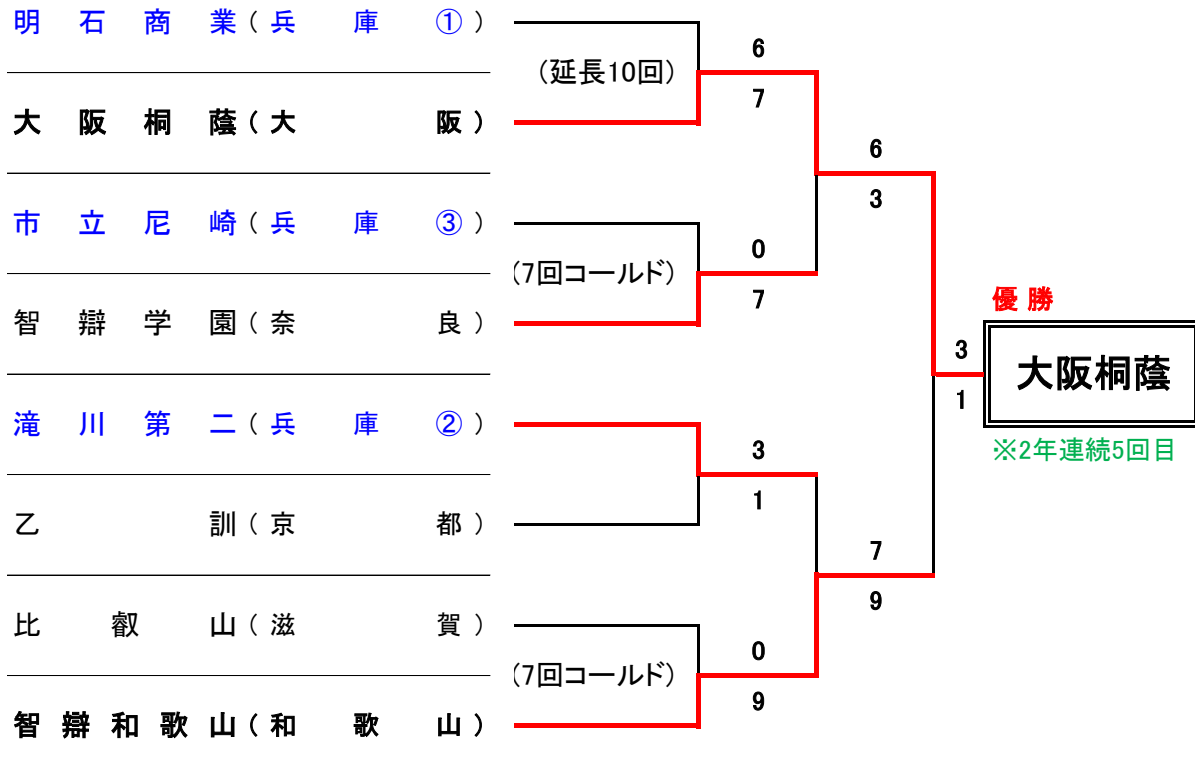 明石商業(兵庫①)
6
(延長10回)
7
大阪桐蔭(大阪)
6
3
市立尼崎(兵庫③)
0
(7回コールド)
7
智辯学園(奈良)
優勝
3
大阪桐蔭
1
※2年連続5回目
滝川第二(兵庫②)
3
1
乙訓(京都)
7
9
比叡山(滋賀)
0
(7回コールド)
9
智辯和歌山(和歌山)